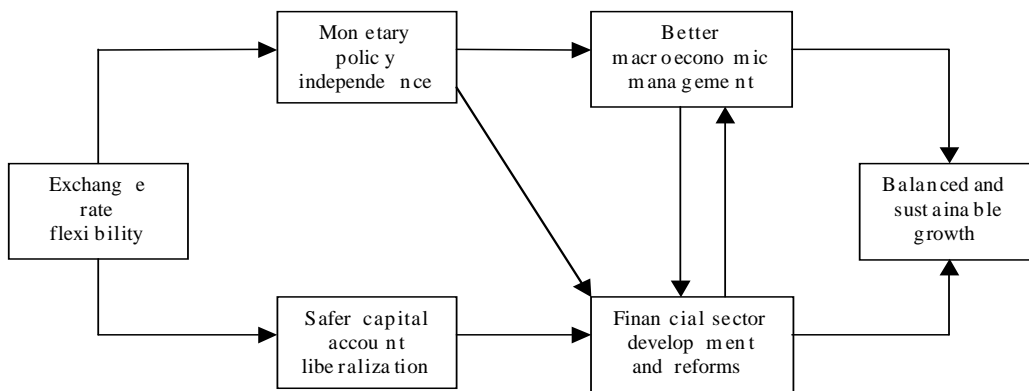 Monetary
policy
independence
Better
macroeconomic
management
Exchange
rate
flexibility
Balanced and
sustainable
growth
Safer capital
account
liberalization
Financial sector
development
and reforms